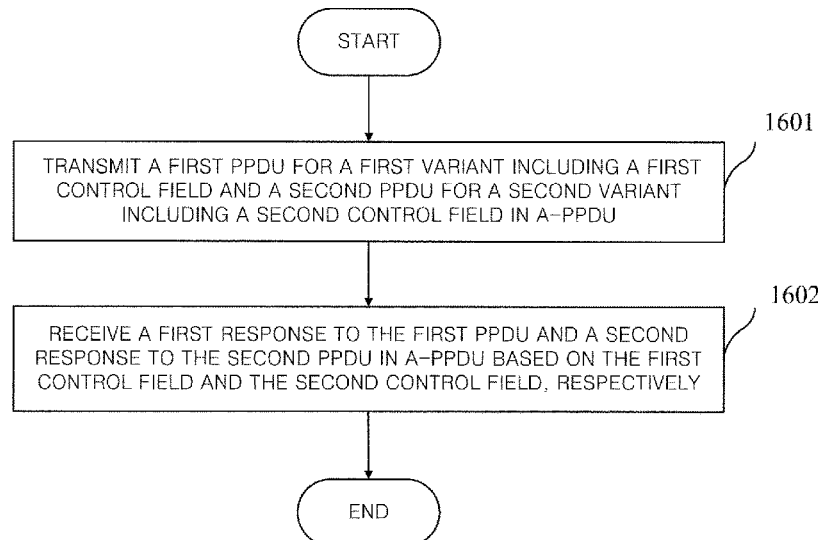 START
1601
TRANSMIT A FIRST PPDU FOR A FIRST VARIANT INCLUDING A FIRST
CONTROL FIELD AND A SECOND PPDU FOR A SECOND VARIANT
INCLUDING A SECOND CONTROL FIELD IN A-PPDU
1602
RECEIVE A FIRST RESPONSE TO THE FIRST PPDU AND A SECOND
RESPONSE TO THE SECOND PPDU IN A-PPDU BASED ON THE FIRST
CONTROL FIELD AND THE SECOND CONTROL FIELD, RESPECTIVELY
END